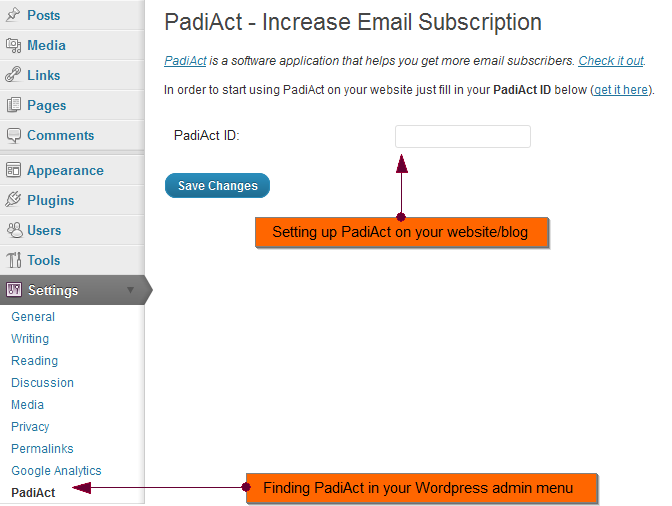 Posts
Media
Links
Pages
Comments
Appearance
Plugins
Users
Tools
Settings
General
Writing
Reading
Discussion
Media
Privacy
Permalinks
Google Analytics
PadiAct
PadiAct - Increase Email Subscription
PadiAct is a software application that helps you get more email subscribers. Check it out.
In order to start using PadiAct on your website just fill in your PadiAct ID below (get it here).
PadiAct ID:
Save Changes
Setting up PadiAct on your website/blog
Finding PadiAct in your Wordpress admin menu